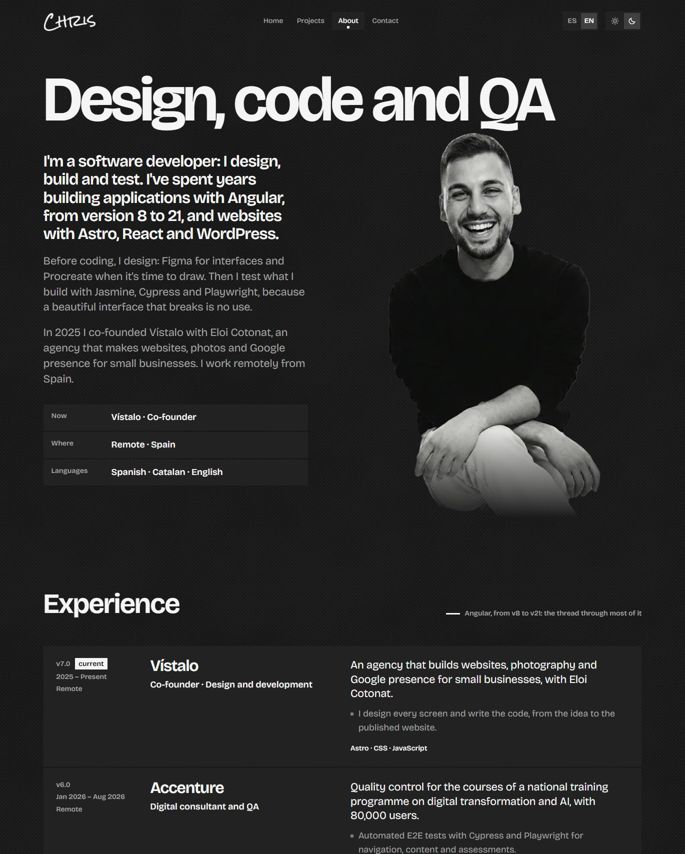 CHRIS
Home Projects About Contact
ES EN
Design, code and QA
I'm a software developer: I design,
build and test. I've spent years
building applications with Angular,
from version 8 to 21, and websites
with Astro, React and WordPress.
Before coding, I design: Figma for interfaces and
Procreate when it's time to draw. Then I test what I
build with Jasmine, Cypress and Playwright, because
a beautiful interface that breaks is no use.
In 2025 I co-founded Vístalo with Eloi Cotonat, an
agency that makes websites, photos and Google
presence for small businesses. I work remotely from
Spain.
Now Vístalo · Co-founder
Where Remote · Spain
Languages Spanish · Catalan · English
Experience
Angular, from v8 to v21: the thread through most of it
v7.0 current
2025 – Present
Remote
Vístalo
Co-founder · Design and development
An agency that builds websites, photography and
Google presence for small businesses, with Eloi
Cotonat.
I design every screen and write the code, from the idea to the
published website.
Astro · CSS · JavaScript
v6.0
Jan 2026 – Aug 2026
Remote
Accenture
Digital consultant and QA
Quality control for the courses of a national training
programme on digital transformation and AI, with
80,000 users.
Automated E2E tests with Cypress and Playwright for
navigation, content and assessments.